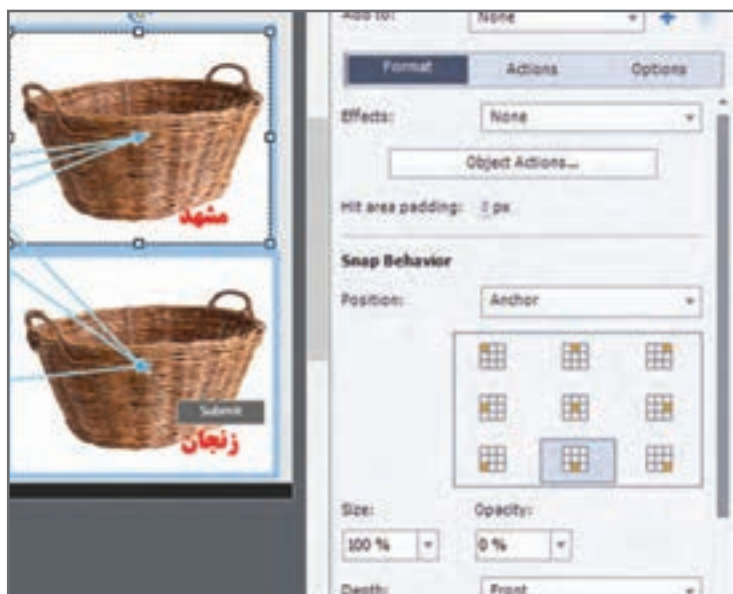 Add to: None
Format Actions Options
Effects: None
Object Actions...
Hit area padding: 0 px
Snap Behavior
Position: Anchor
Size: Opacity:
100 % 0 %
Depth: Front
مشهد
Submit
زنجان